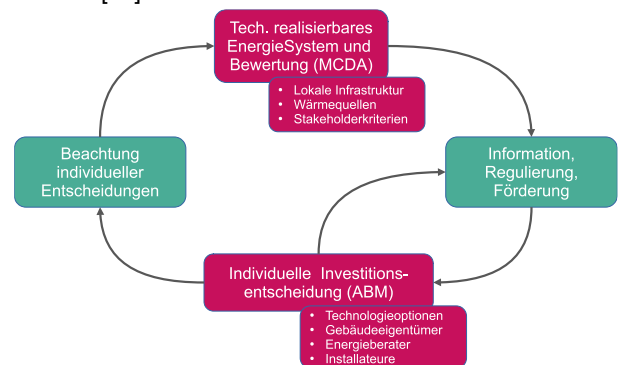 Tech. realisierbares
EnergieSystem und
Bewertung (MCDA)
• Lokale Infrastruktur
• Wärmequellen
• Stakeholderkriterien
Beachtung
individueller
Entscheidungen
Information,
Regulierung,
Förderung
Individuelle Investitions-
entscheidung (ABM)
• Technologieoptionen
• Gebäudeeigentümer
• Energieberater
• Installateure